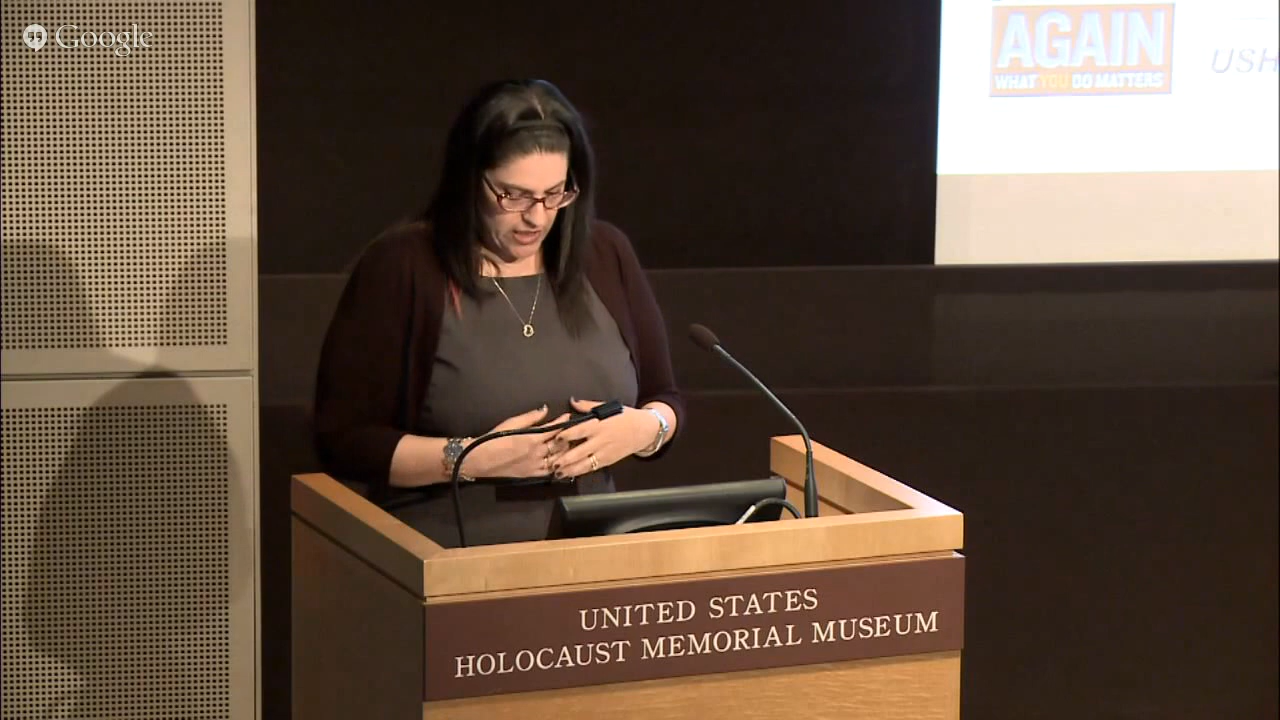 Google
AGAIN
WHAT YOU DO MATTERS
USH
UNITED STATES
HOLOCAUST MEMORIAL MUSEUM